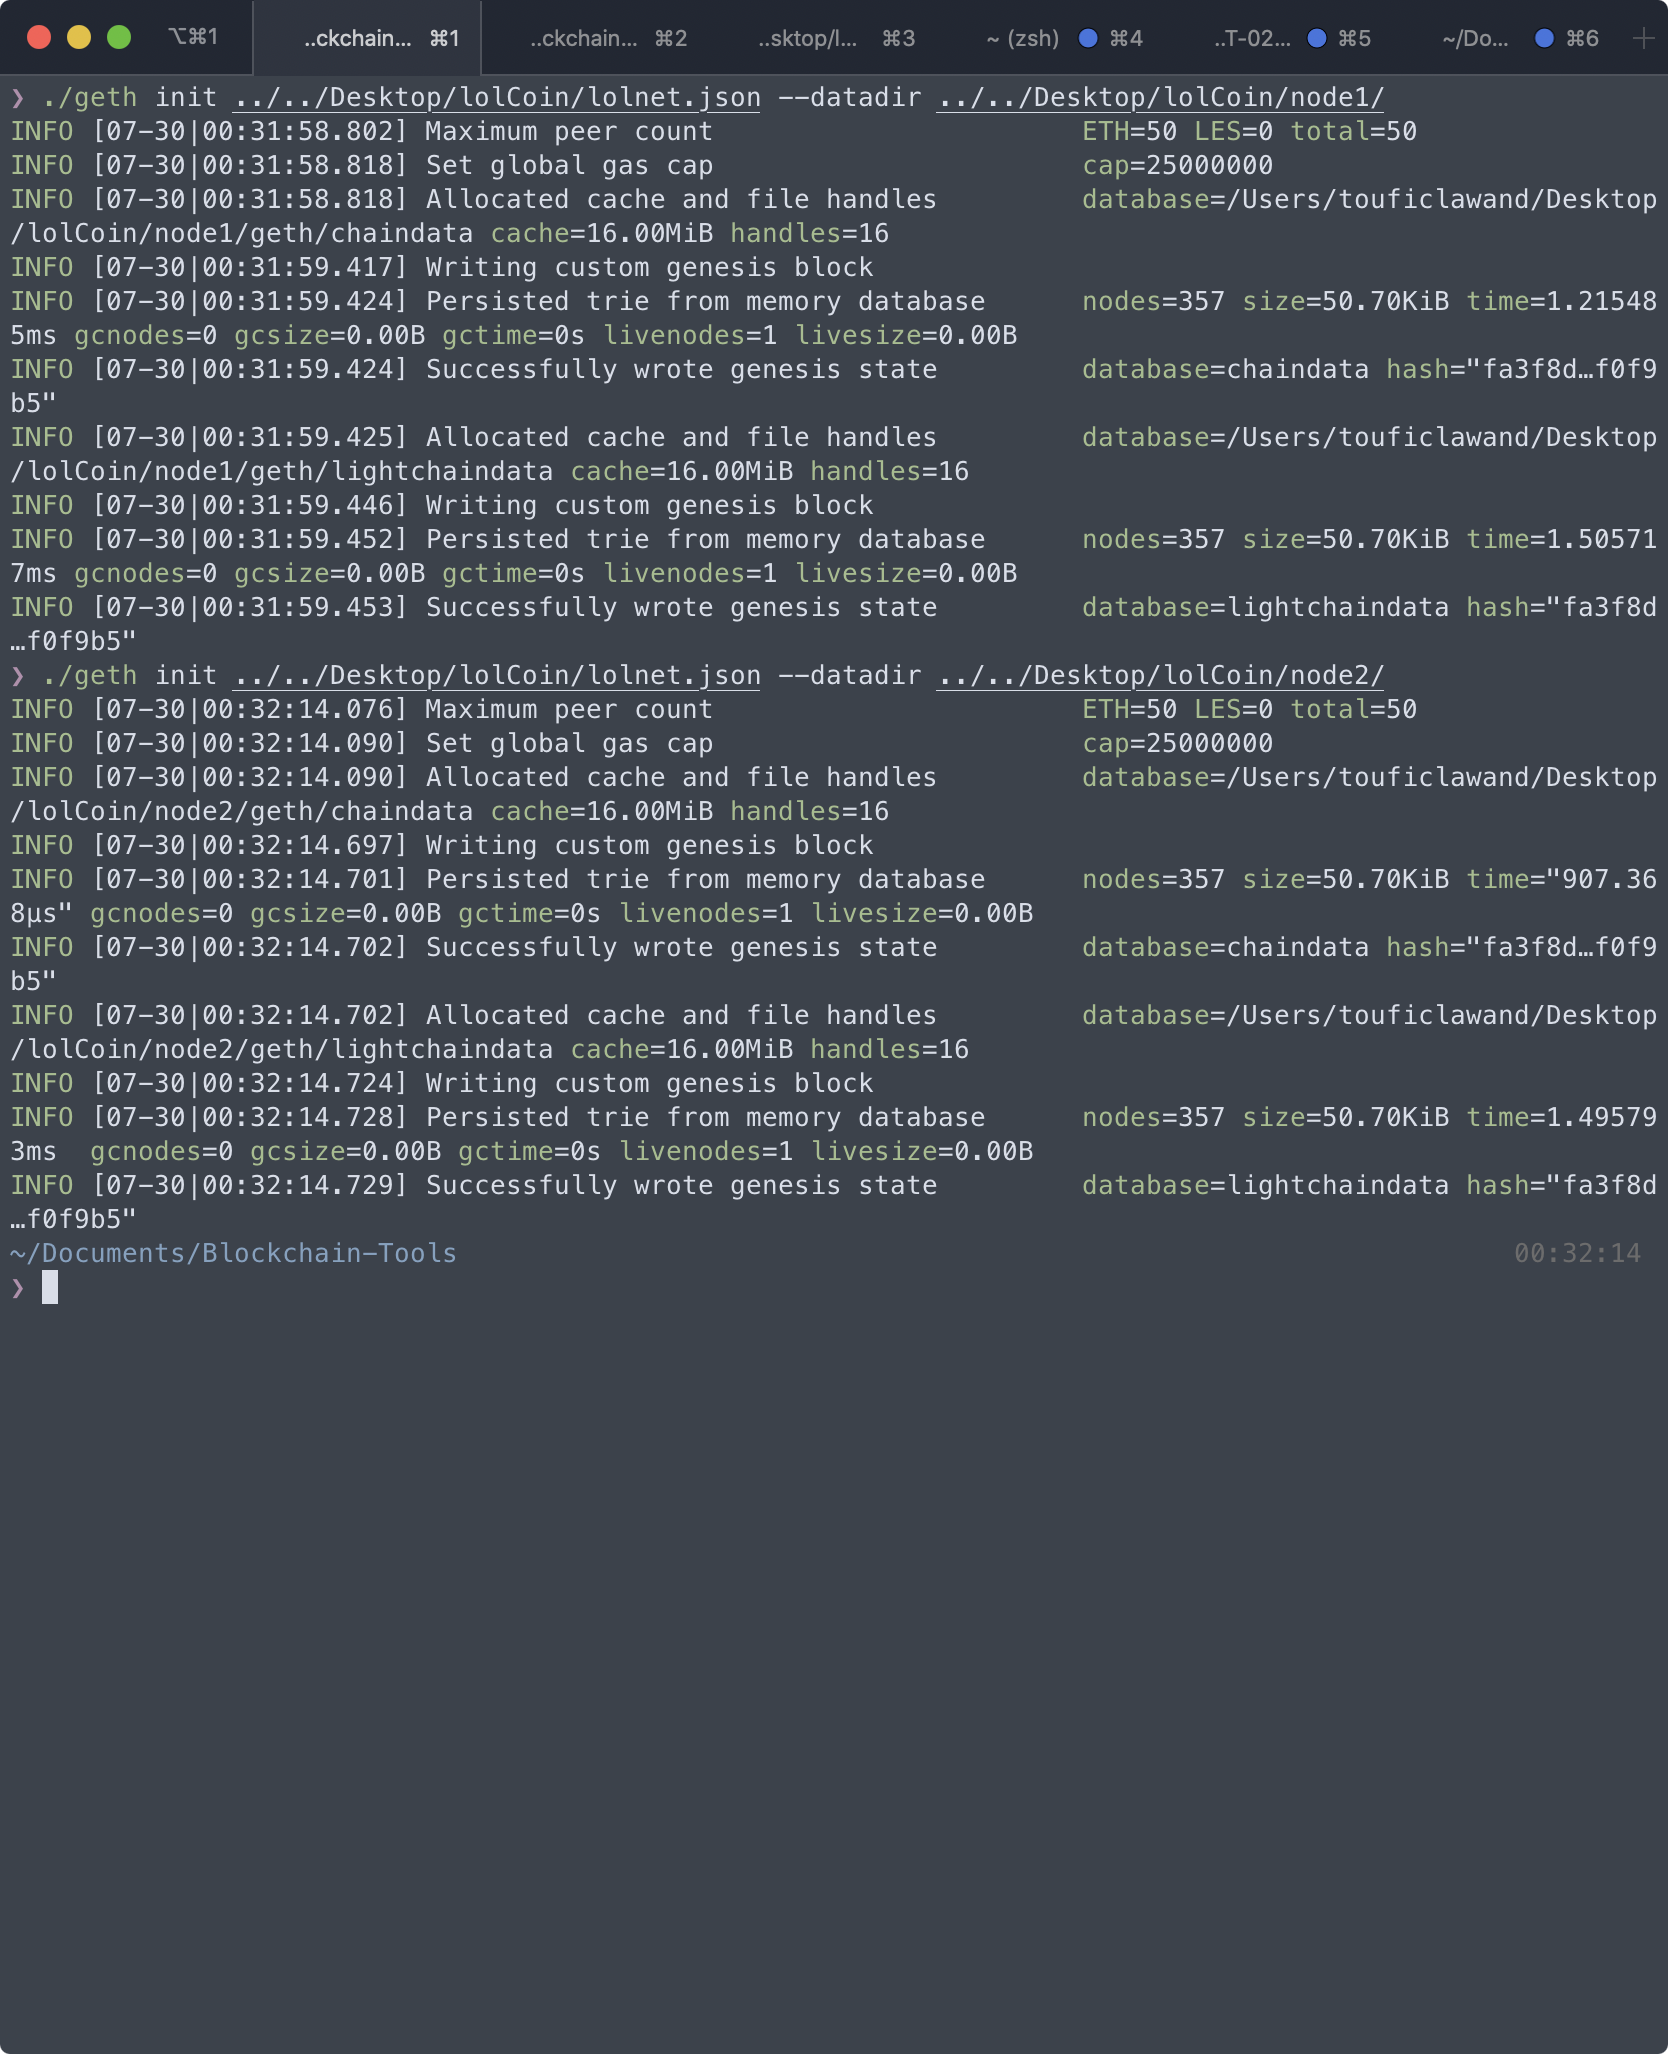 ⌥⌘1 ..ckchain... ⌘1 ..ckchain... ⌘2 ..sktop/l... ⌘3 ~ (zsh) ⌘4 ..T-02... ⌘5 ~/Do... ⌘6 +
❯ ./geth init ../../Desktop/lolCoin/lolnet.json --datadir ../../Desktop/lolCoin/node1/
INFO [07-30|00:31:58.802] Maximum peer count ETH=50 LES=0 total=50
INFO [07-30|00:31:58.818] Set global gas cap cap=25000000
INFO [07-30|00:31:58.818] Allocated cache and file handles database=/Users/touficlawand/Desktop
/lolCoin/node1/geth/chaindata cache=16.00MiB handles=16
INFO [07-30|00:31:59.417] Writing custom genesis block
INFO [07-30|00:31:59.424] Persisted trie from memory database nodes=357 size=50.70KiB time=1.21548
5ms gcnodes=0 gcsize=0.00B gctime=0s livenodes=1 livesize=0.00B
INFO [07-30|00:31:59.424] Successfully wrote genesis state database=chaindata hash="fa3f8d…f0f9
b5"
INFO [07-30|00:31:59.425] Allocated cache and file handles database=/Users/touficlawand/Desktop
/lolCoin/node1/geth/lightchaindata cache=16.00MiB handles=16
INFO [07-30|00:31:59.446] Writing custom genesis block
INFO [07-30|00:31:59.452] Persisted trie from memory database nodes=357 size=50.70KiB time=1.50571
7ms gcnodes=0 gcsize=0.00B gctime=0s livenodes=1 livesize=0.00B
INFO [07-30|00:31:59.453] Successfully wrote genesis state database=lightchaindata hash="fa3f8d
…f0f9b5"
❯ ./geth init ../../Desktop/lolCoin/lolnet.json --datadir ../../Desktop/lolCoin/node2/
INFO [07-30|00:32:14.076] Maximum peer count ETH=50 LES=0 total=50
INFO [07-30|00:32:14.090] Set global gas cap cap=25000000
INFO [07-30|00:32:14.090] Allocated cache and file handles database=/Users/touficlawand/Desktop
/lolCoin/node2/geth/chaindata cache=16.00MiB handles=16
INFO [07-30|00:32:14.697] Writing custom genesis block
INFO [07-30|00:32:14.701] Persisted trie from memory database nodes=357 size=50.70KiB time="907.36
8µs" gcnodes=0 gcsize=0.00B gctime=0s livenodes=1 livesize=0.00B
INFO [07-30|00:32:14.702] Successfully wrote genesis state database=chaindata hash="fa3f8d…f0f9
b5"
INFO [07-30|00:32:14.702] Allocated cache and file handles database=/Users/touficlawand/Desktop
/lolCoin/node2/geth/lightchaindata cache=16.00MiB handles=16
INFO [07-30|00:32:14.724] Writing custom genesis block
INFO [07-30|00:32:14.728] Persisted trie from memory database nodes=357 size=50.70KiB time=1.49579
3ms gcnodes=0 gcsize=0.00B gctime=0s livenodes=1 livesize=0.00B
INFO [07-30|00:32:14.729] Successfully wrote genesis state database=lightchaindata hash="fa3f8d
…f0f9b5"
~/Documents/Blockchain-Tools 00:32:14
❯